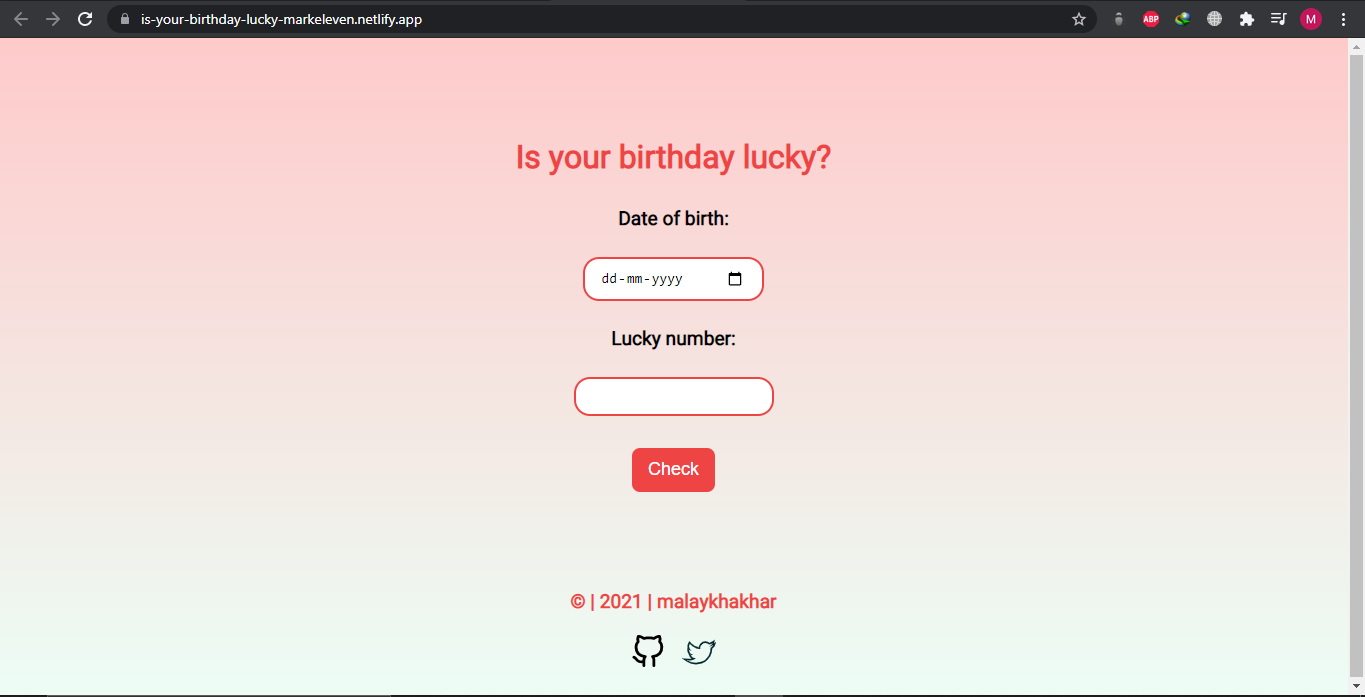 is-your-birthday-lucky-markeleven.netlify.app
ABP
M
Is your birthday lucky?
Date of birth:
dd-mm-yyyy
Lucky number:
Check
© | 2021 | malaykhakhar